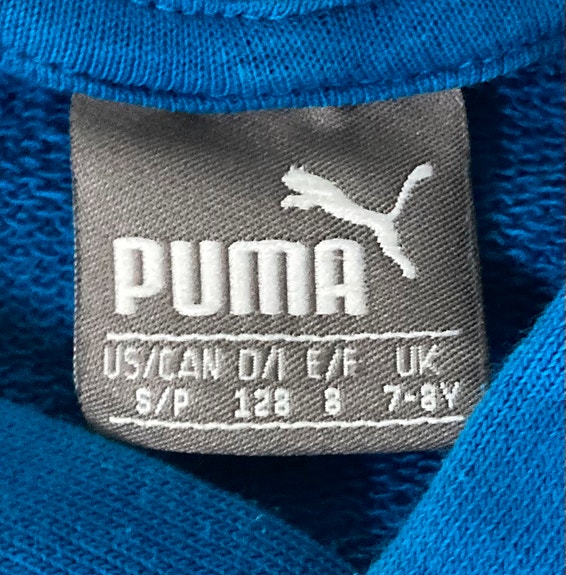 PUMA
US/CAN D/I E/F UK
S/P 128 8 7-8Y